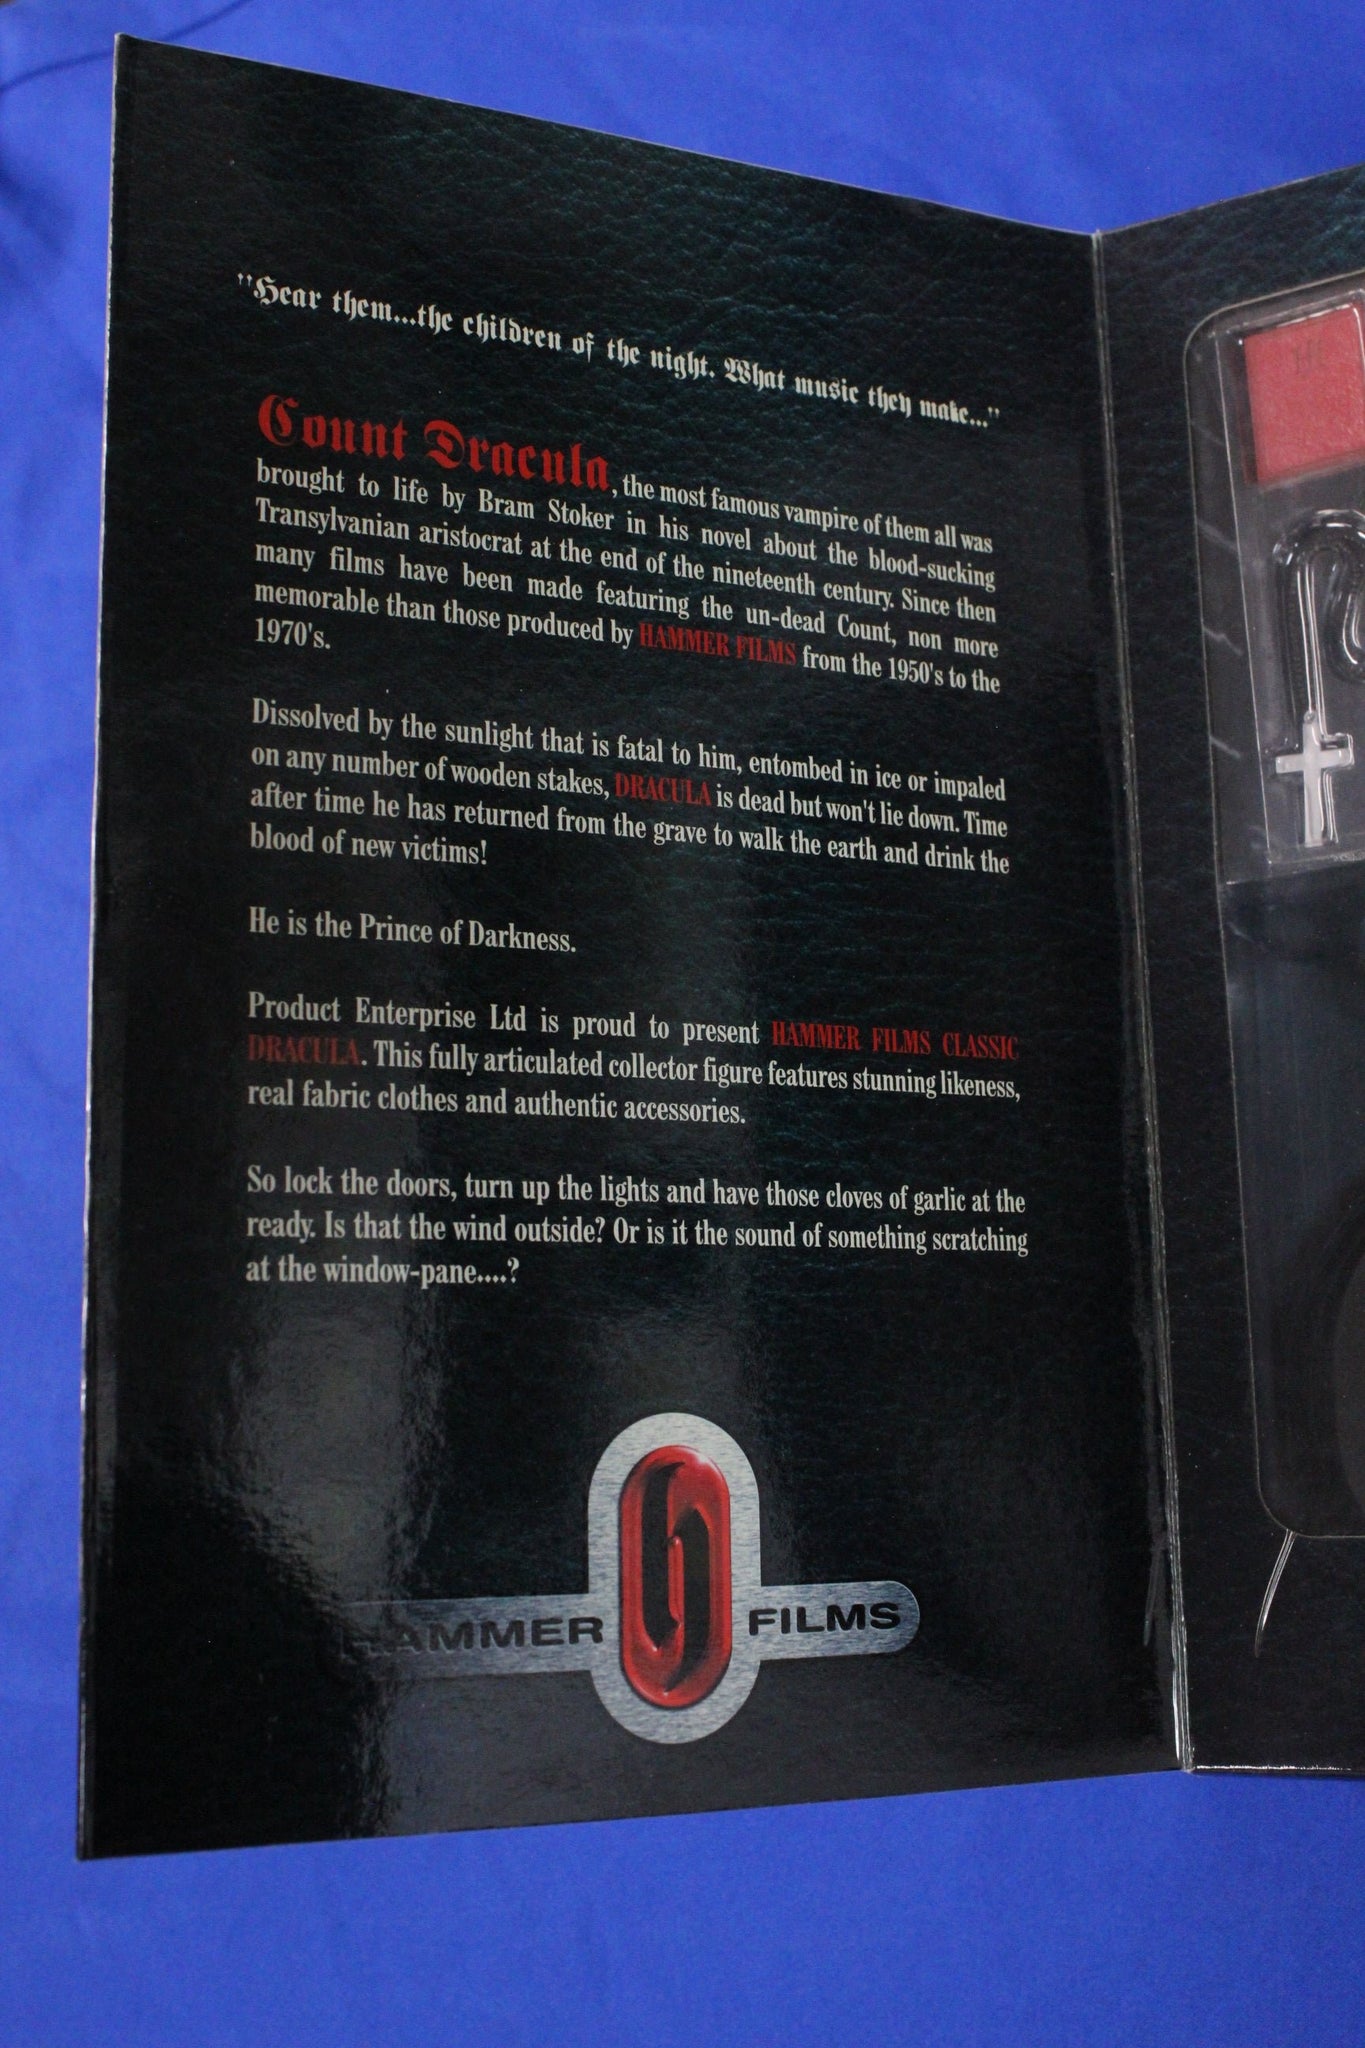 "Hear them...the children of the night. What music they make..."
Count Dracula, the most famous vampire of them all was
brought to life by Bram Stoker in his novel about the blood-sucking
Transylvanian aristocrat at the end of the nineteenth century. Since then
many films have been made featuring the un-dead Count, non more
memorable than those produced by HAMMER FILMS from the 1950's to the
1970's.
Dissolved by the sunlight that is fatal to him, entombed in ice or impaled
on any number of wooden stakes, DRACULA is dead but won't lie down. Time
after time he has returned from the grave to walk the earth and drink the
blood of new victims!
He is the Prince of Darkness.
Product Enterprise Ltd is proud to present HAMMER FILMS CLASSIC
DRACULA. This fully articulated collector figure features stunning likeness,
real fabric clothes and authentic accessories.
So lock the doors, turn up the lights and have those cloves of garlic at the
ready. Is that the wind outside? Or is it the sound of something scratching
at the window-pane....?
HAMMER FILMS